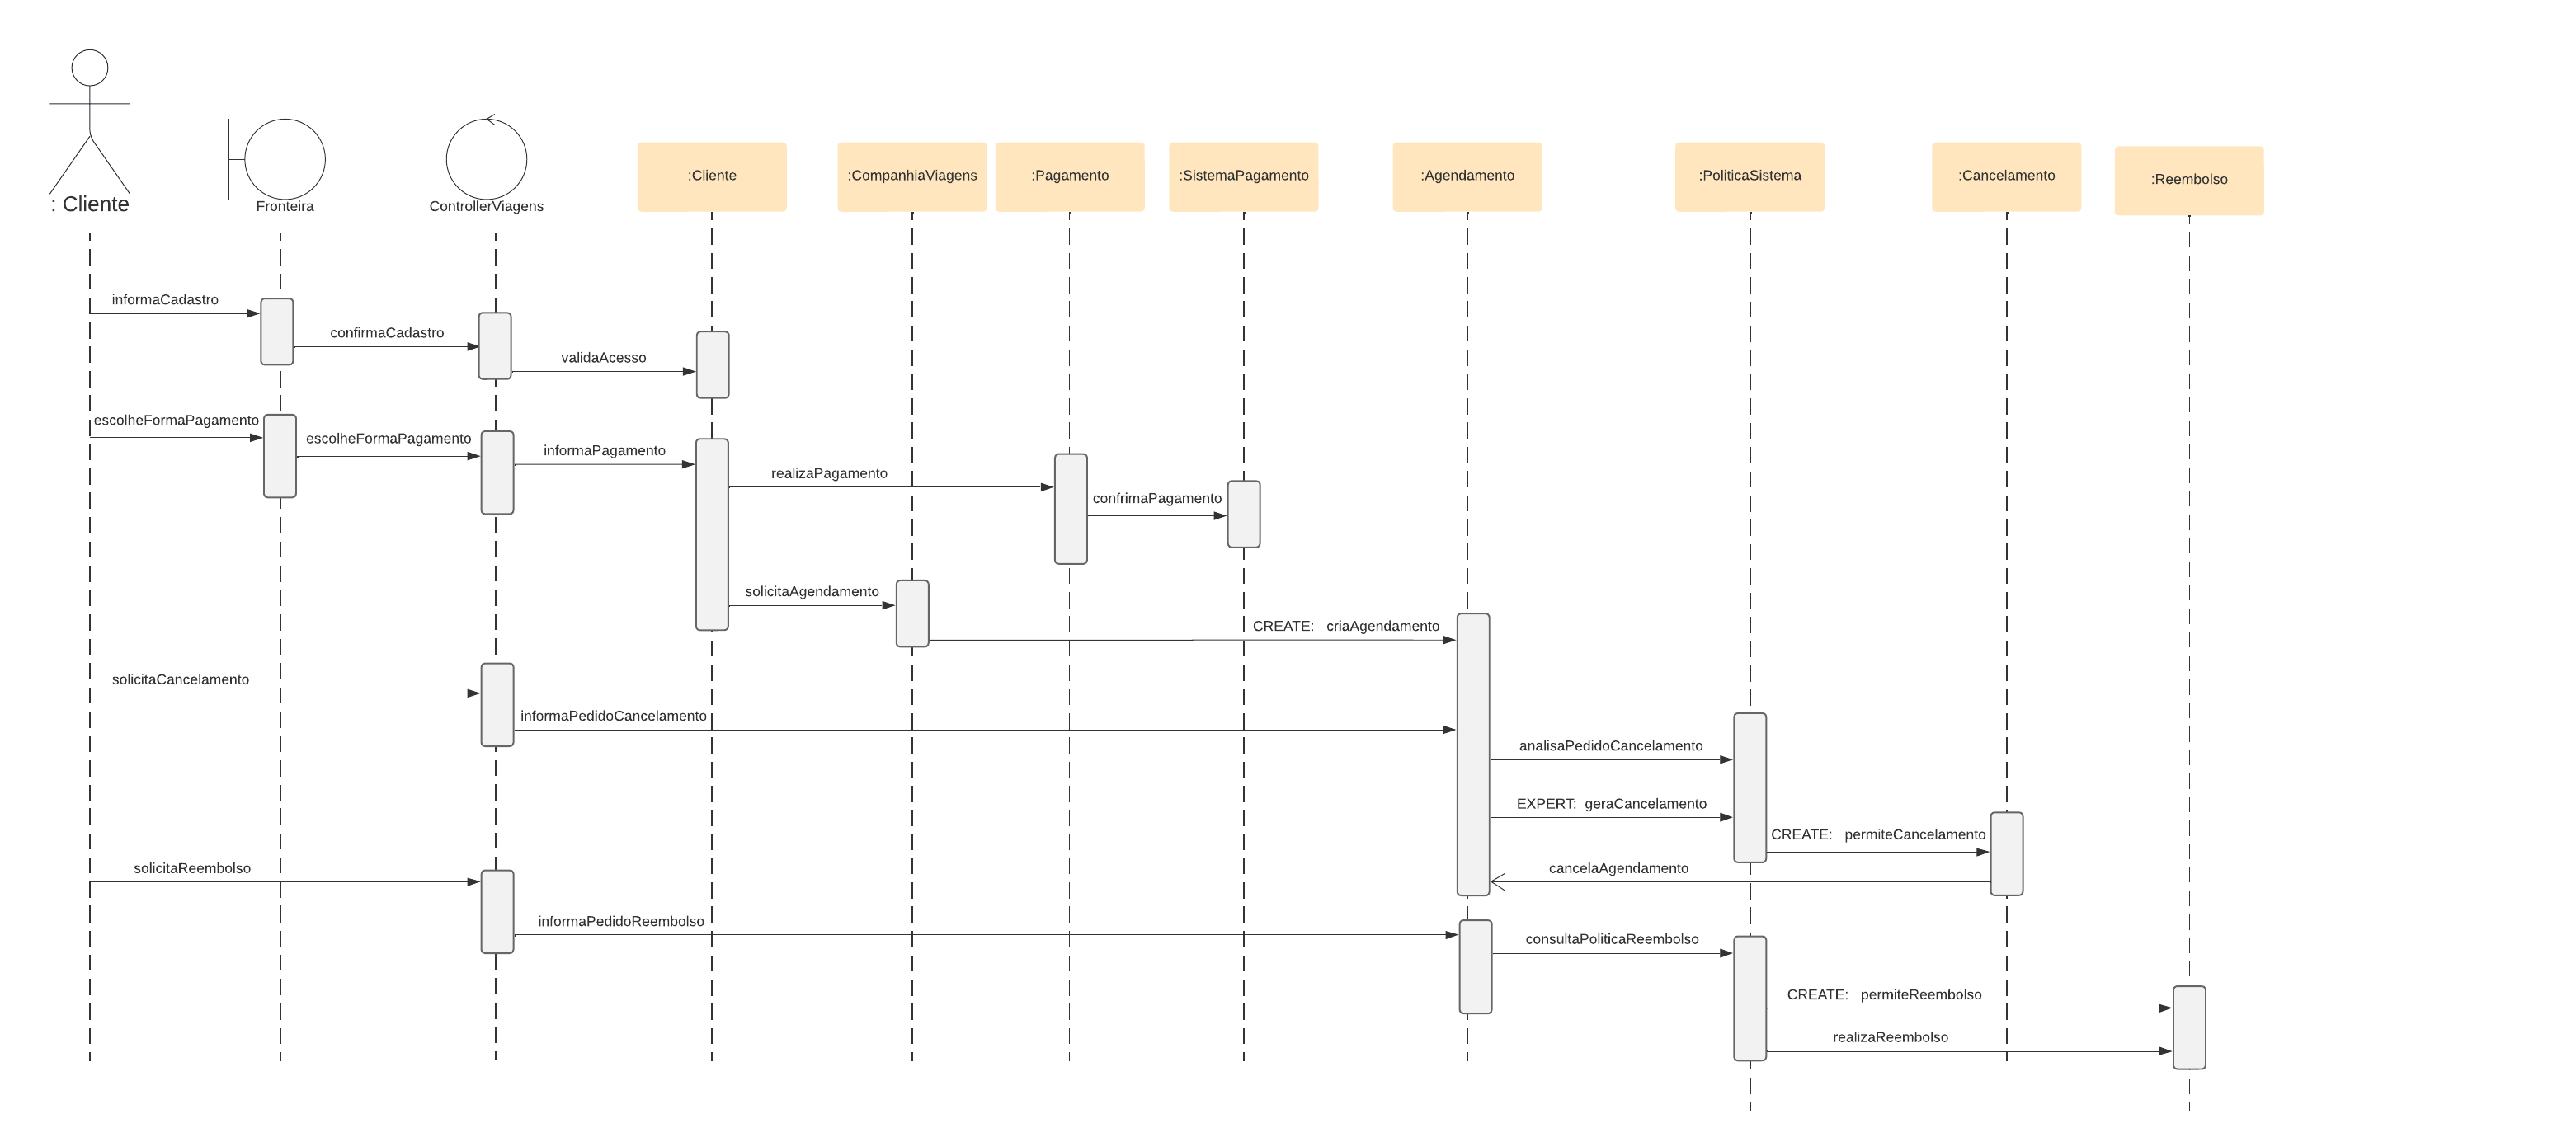 : Cliente
Fronteira
ControllerViagens
:Cliente
:CompanhiaViagens
:Pagamento
:SistemaPagamento
:Agendamento
:PoliticaSistema
:Cancelamento
:Reembolso
informaCadastro
confirmaCadastro
validaAcesso
escolheFormaPagamento
escolheFormaPagamento
informaPagamento
realizaPagamento
confrimaPagamento
solicitaAgendamento
CREATE: criaAgendamento
solicitaCancelamento
informaPedidoCancelamento
analisaPedidoCancelamento
EXPERT: geraCancelamento
CREATE: permiteCancelamento
solicitaReembolso
cancelaAgendamento
informaPedidoReembolso
consultaPoliticaReembolso
CREATE: permiteReembolso
realizaReembolso